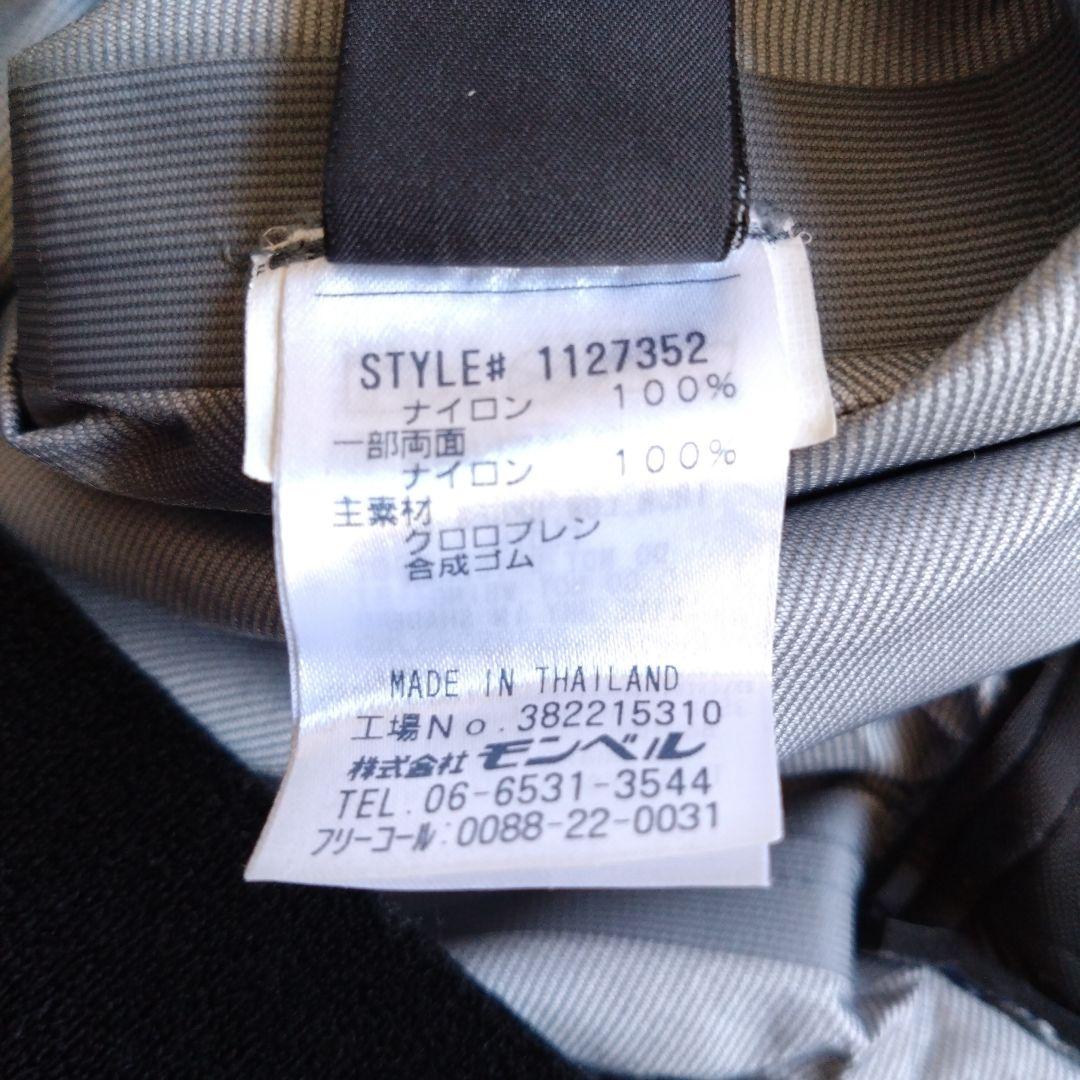 STYLE# 1127352
ナイロン 100%
一部両面
ナイロン 100%
主素材
クロロプレン
合成ゴム
MADE IN THAILAND
工場No.382215310
株式会社 モンベル
TEL.06-6531-3544
フリーコール:0088-22-0031